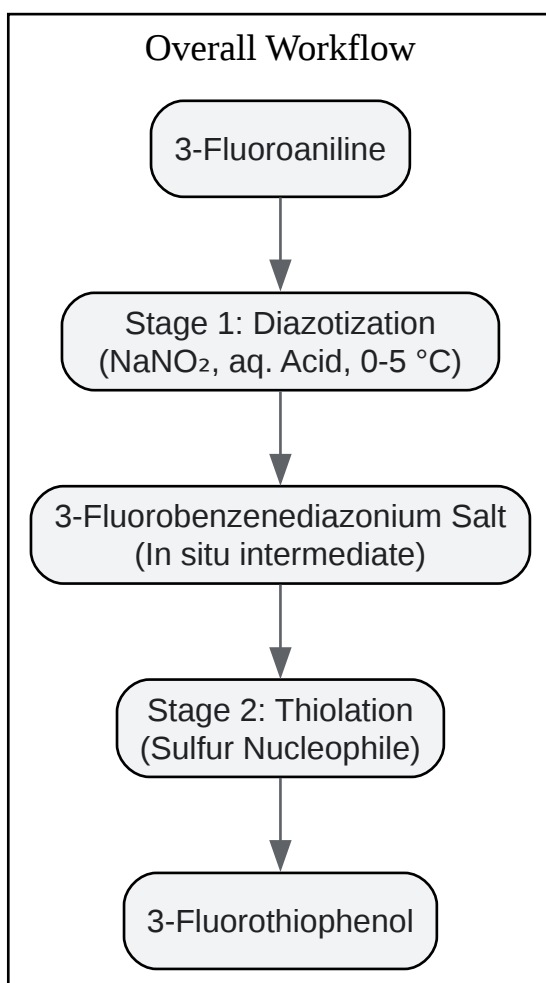 Overall Workflow
3-Fluoroaniline
Stage 1: Diazotization
(NaNO₂, aq. Acid, 0-5 °C)
3-Fluorobenzenediazonium Salt
(In situ intermediate)
Stage 2: Thiolation
(Sulfur Nucleophile)
3-Fluorothiophenol